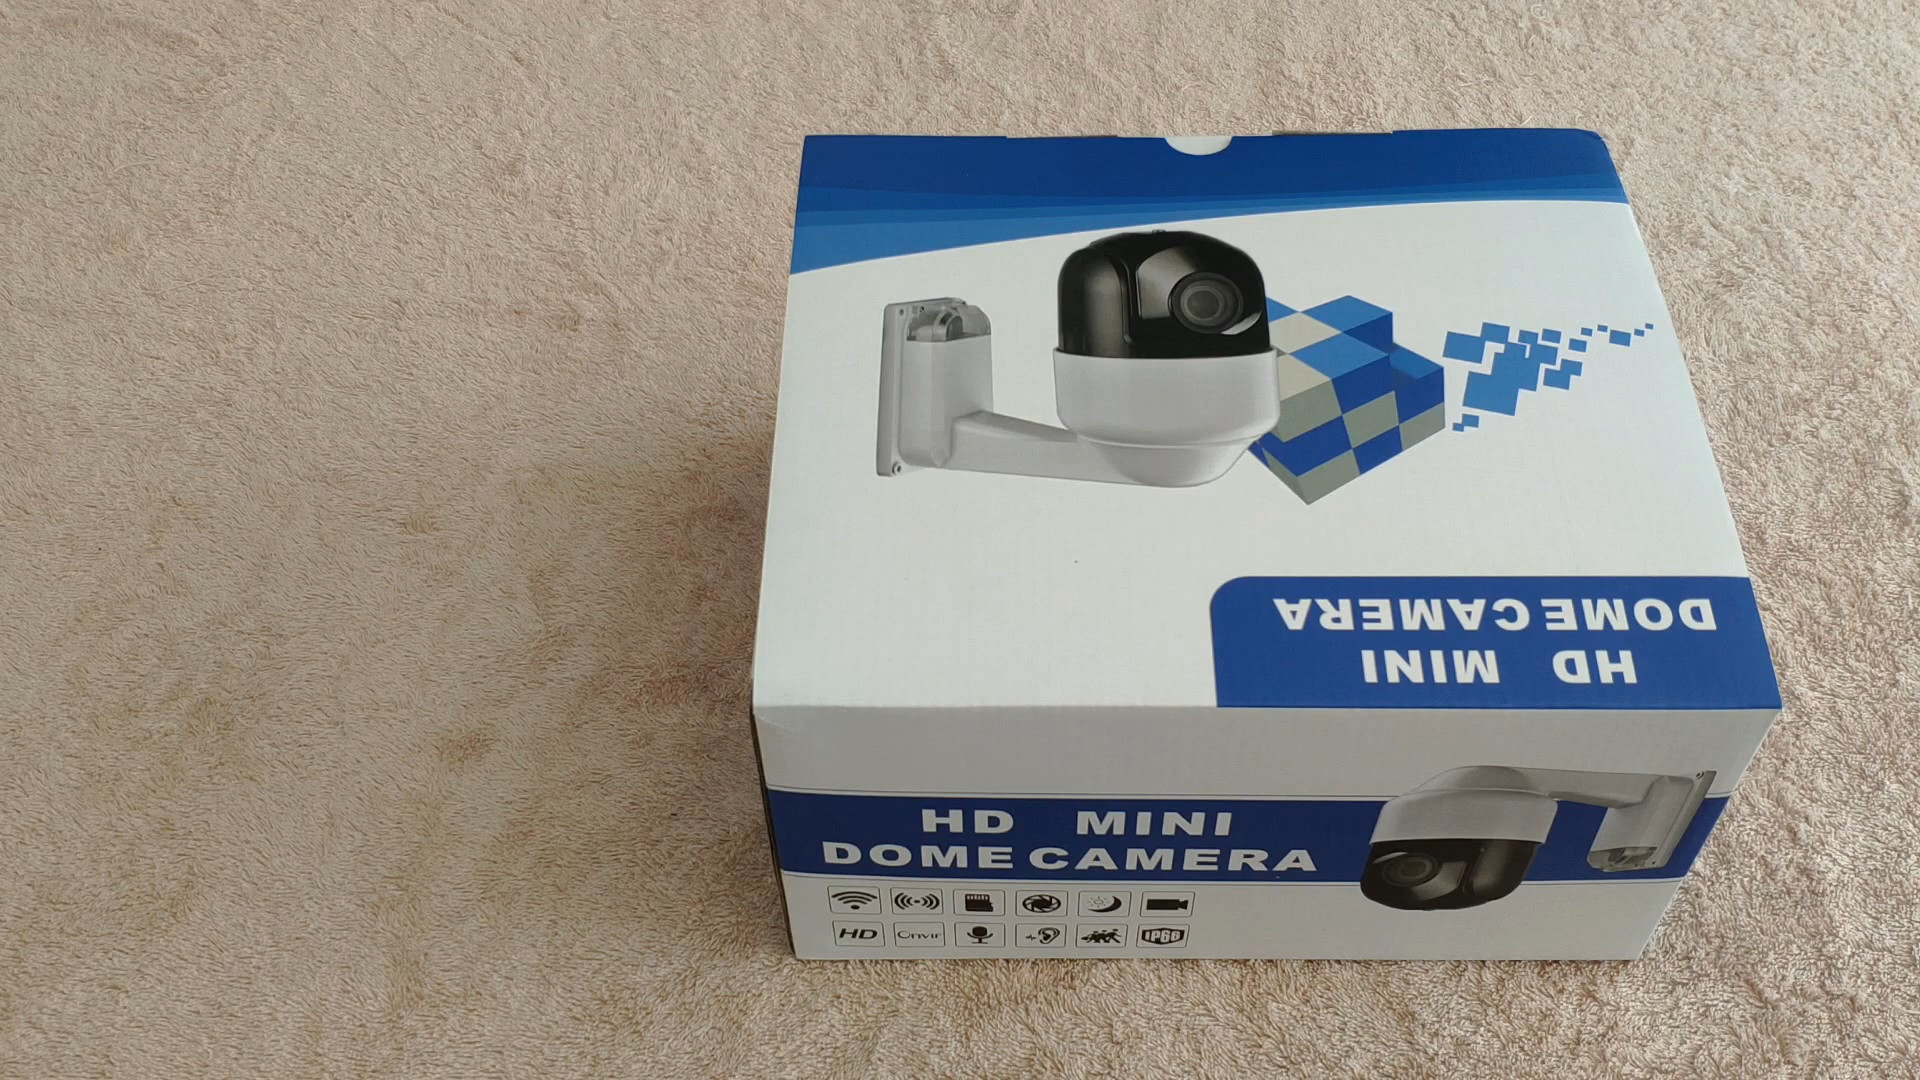 HD MINI
DOME CAMERA
HD MINI
DOME CAMERA
HD
Onvif
IP66